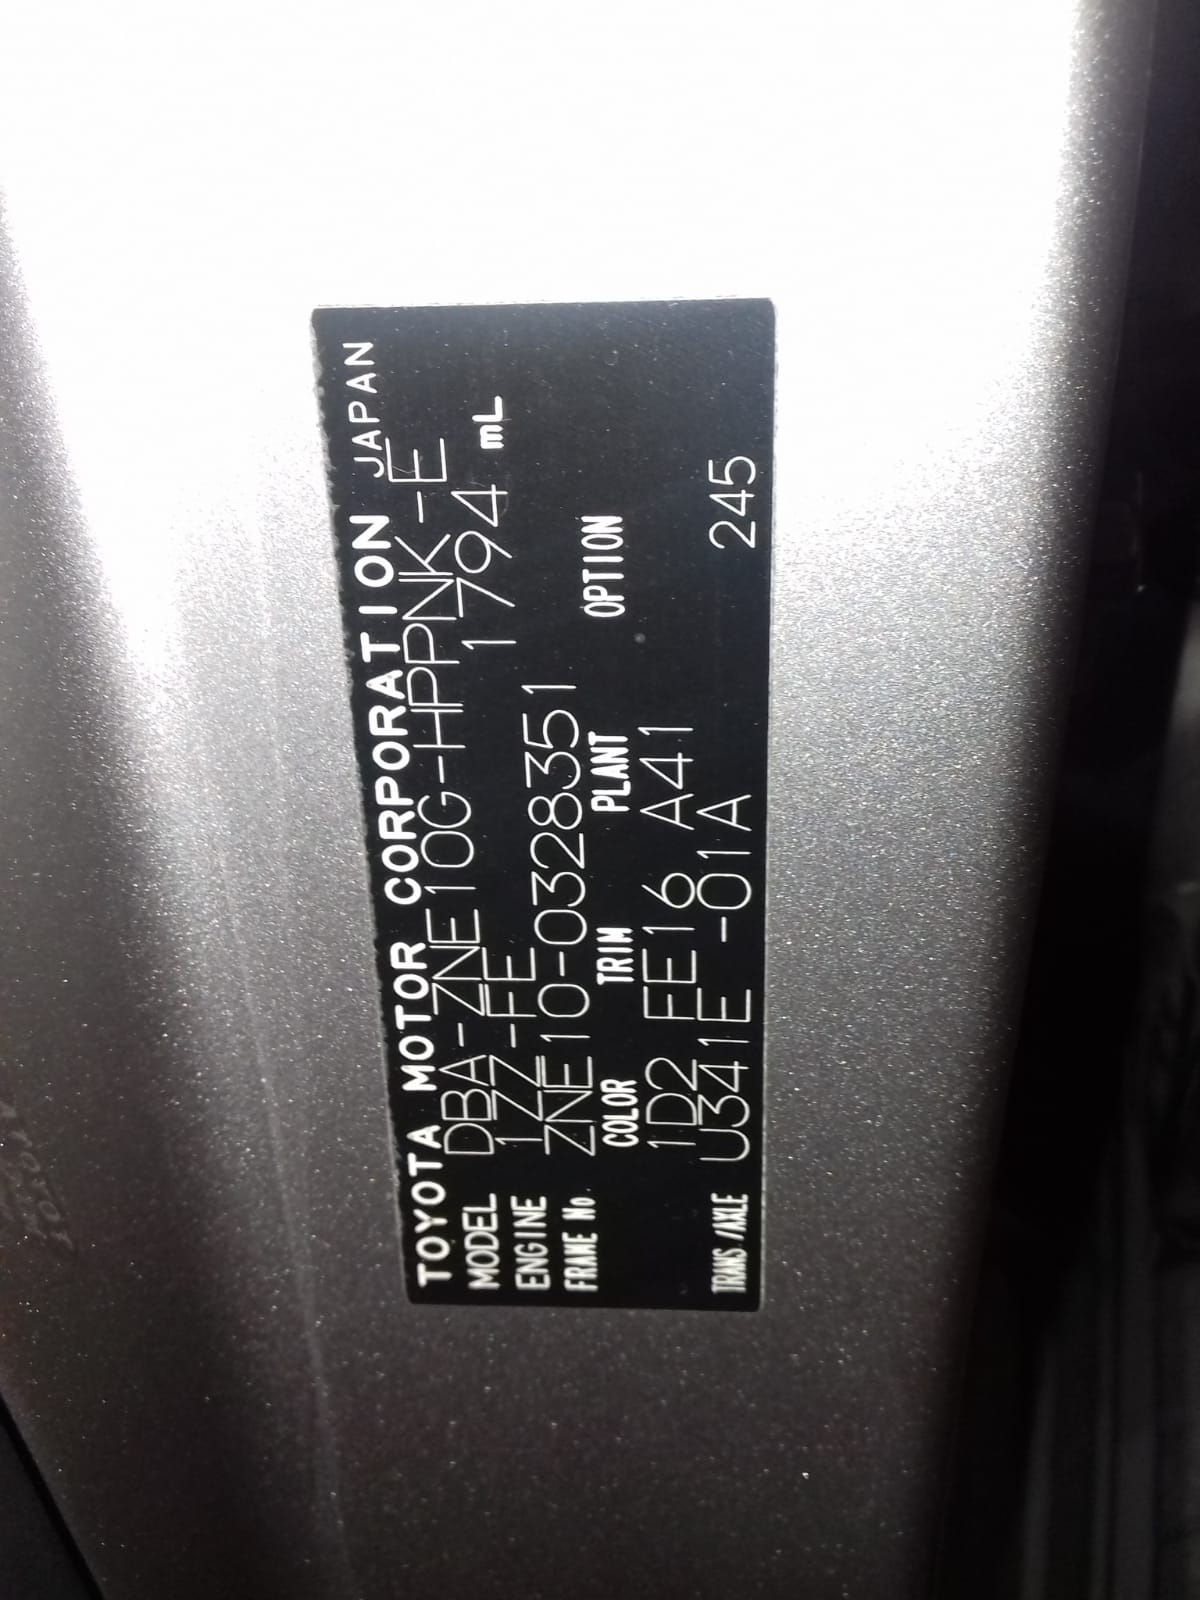 TOYOTA MOTOR CORPORATION JAPAN
MODEL DBA-ZNE10G-HPPNK-E
ENGINE 1ZZ-FE 1794 mL
FRAME No. ZNE10-0328351
COLOR TRIM PLANT OPTION
1D2 FE16 A41
TRANS/AXLE U341E -01A 245